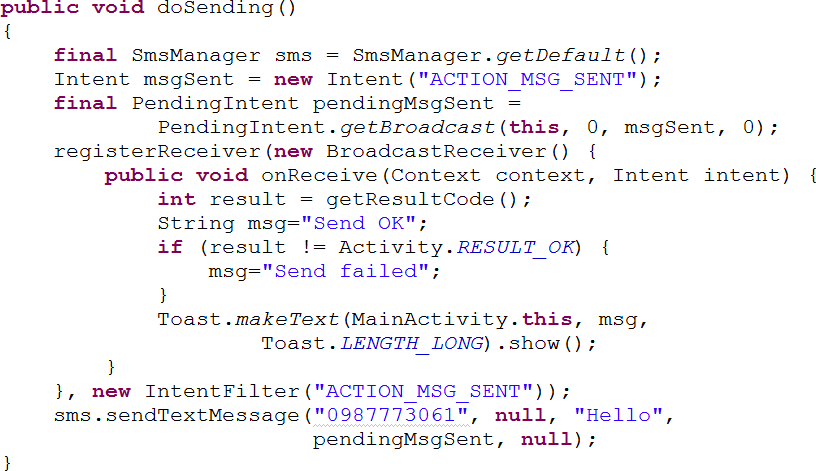 public void doSending()
{
    final SmsManager sms = SmsManager.getDefault();
    Intent msgSent = new Intent("ACTION_MSG_SENT");
    final PendingIntent pendingMsgSent =
            PendingIntent.getBroadcast(this, 0, msgSent, 0);
    registerReceiver(new BroadcastReceiver() {
        public void onReceive(Context context, Intent intent) {
            int result = getResultCode();
            String msg="Send OK";
            if (result != Activity.RESULT_OK) {
                msg="Send failed";
            }
            Toast.makeText(MainActivity.this, msg,
                    Toast.LENGTH_LONG).show();
        }
    }, new IntentFilter("ACTION_MSG_SENT"));
    sms.sendTextMessage("0987773061", null, "Hello",
                        pendingMsgSent, null);
}